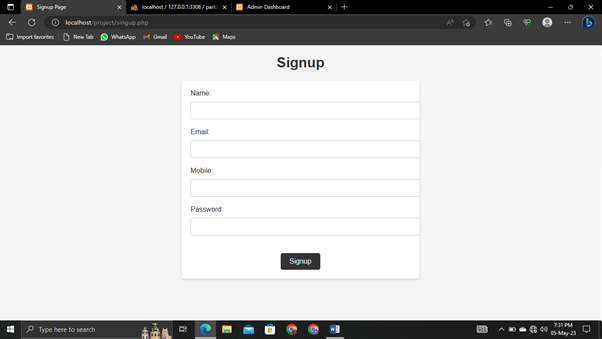 Signup Page
localhost / 127.0.0.1:3306 / park
Admin Dashboard
localhost/project/singup.php
Import favorites
New Tab
WhatsApp
Gmail
YouTube
Maps
Signup
Name:
Email:
Mobile:
Password:
Signup
Type here to search
7:31 PM
05-May-23